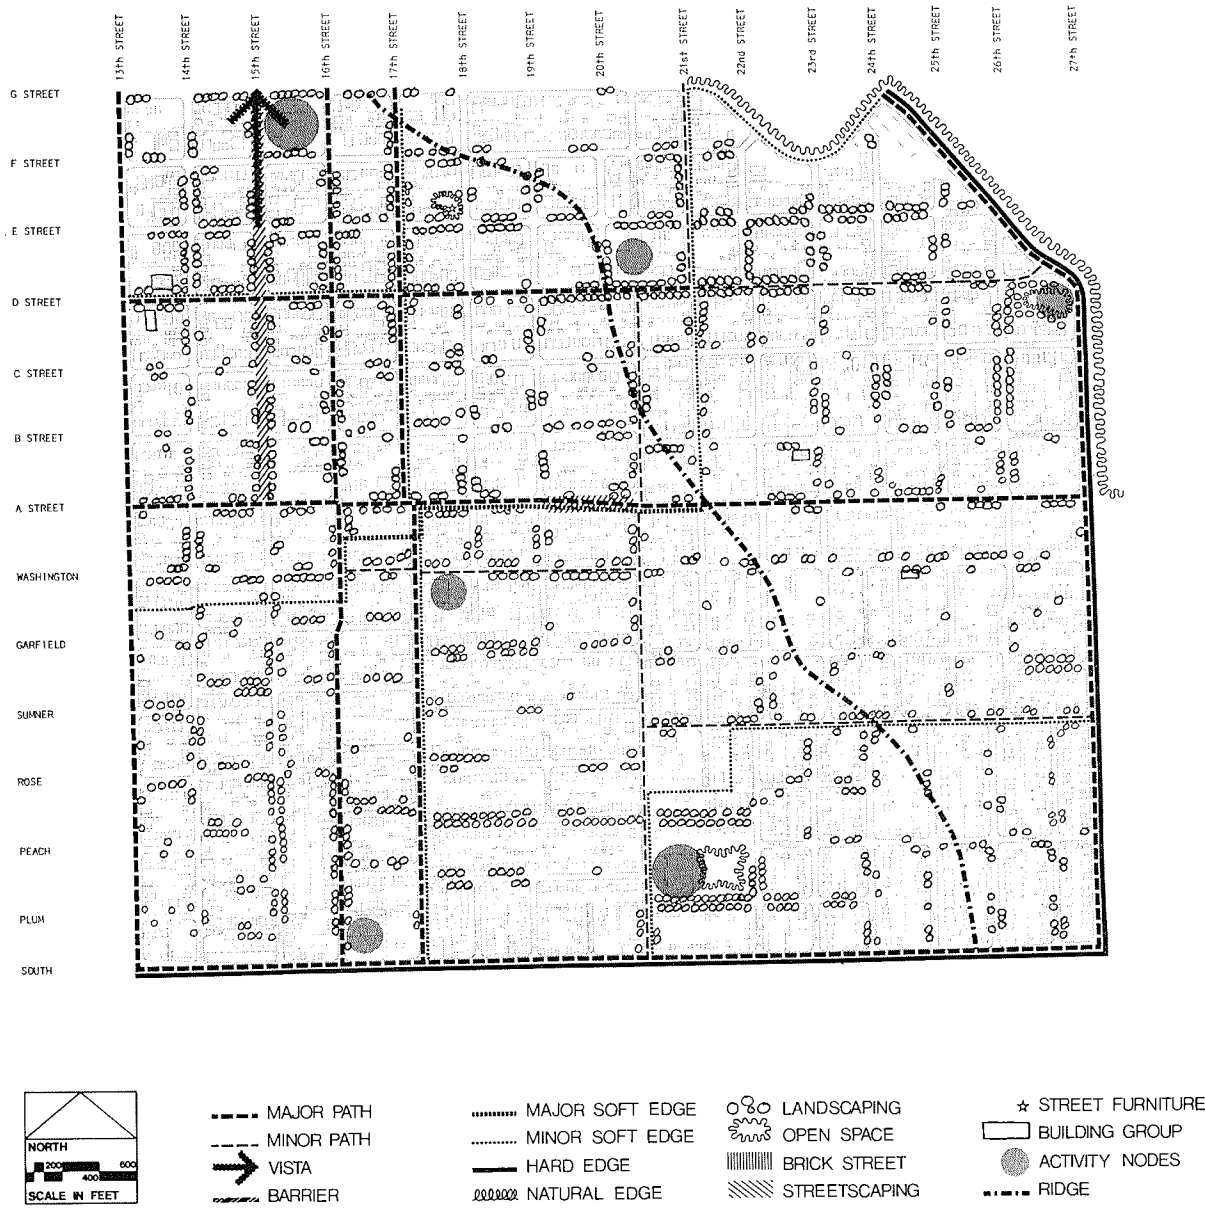 13th STREET
14th STREET
15th STREET
16th STREET
17th STREET
18th STREET
19th STREET
20th STREET
21st STREET
22nd STREET
23rd STREET
24th STREET
25th STREET
26th STREET
27th STREET
G STREET
F STREET
E STREET
D STREET
C STREET
B STREET
A STREET
WASHINGTON
GARFIELD
SUMNER
ROSE
PEACH
PLUM
SOUTH
NORTH
200 600
400
SCALE IN FEET
MAJOR PATH
MINOR PATH
VISTA
BARRIER
MAJOR SOFT EDGE
MINOR SOFT EDGE
HARD EDGE
NATURAL EDGE
LANDSCAPING
OPEN SPACE
BRICK STREET
STREETSCAPING
STREET FURNITURE
BUILDING GROUP
ACTIVITY NODES
RIDGE